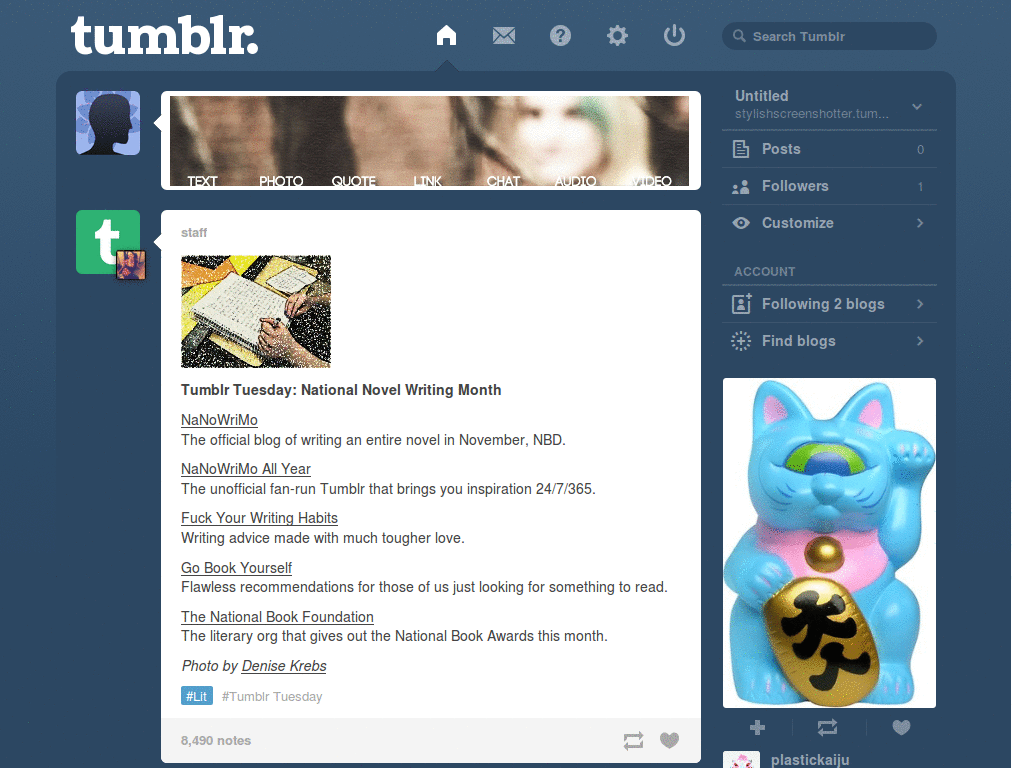 tumblr.
Search Tumblr
TEXT PHOTO QUOTE LINK CHAT AUDIO VIDEO
staff
Tumblr Tuesday: National Novel Writing Month
NaNoWriMo
The official blog of writing an entire novel in November, NBD.
NaNoWriMo All Year
The unofficial fan-run Tumblr that brings you inspiration 24/7/365.
Fuck Your Writing Habits
Writing advice made with much tougher love.
Go Book Yourself
Flawless recommendations for those of us just looking for something to read.
The National Book Foundation
The literary org that gives out the National Book Awards this month.
Photo by Denise Krebs
#Lit #Tumblr Tuesday
8,490 notes
Untitled
stylishscreenshotter.tum...
Posts 0
Followers 1
Customize
ACCOUNT
Following 2 blogs
Find blogs
plastickaiju